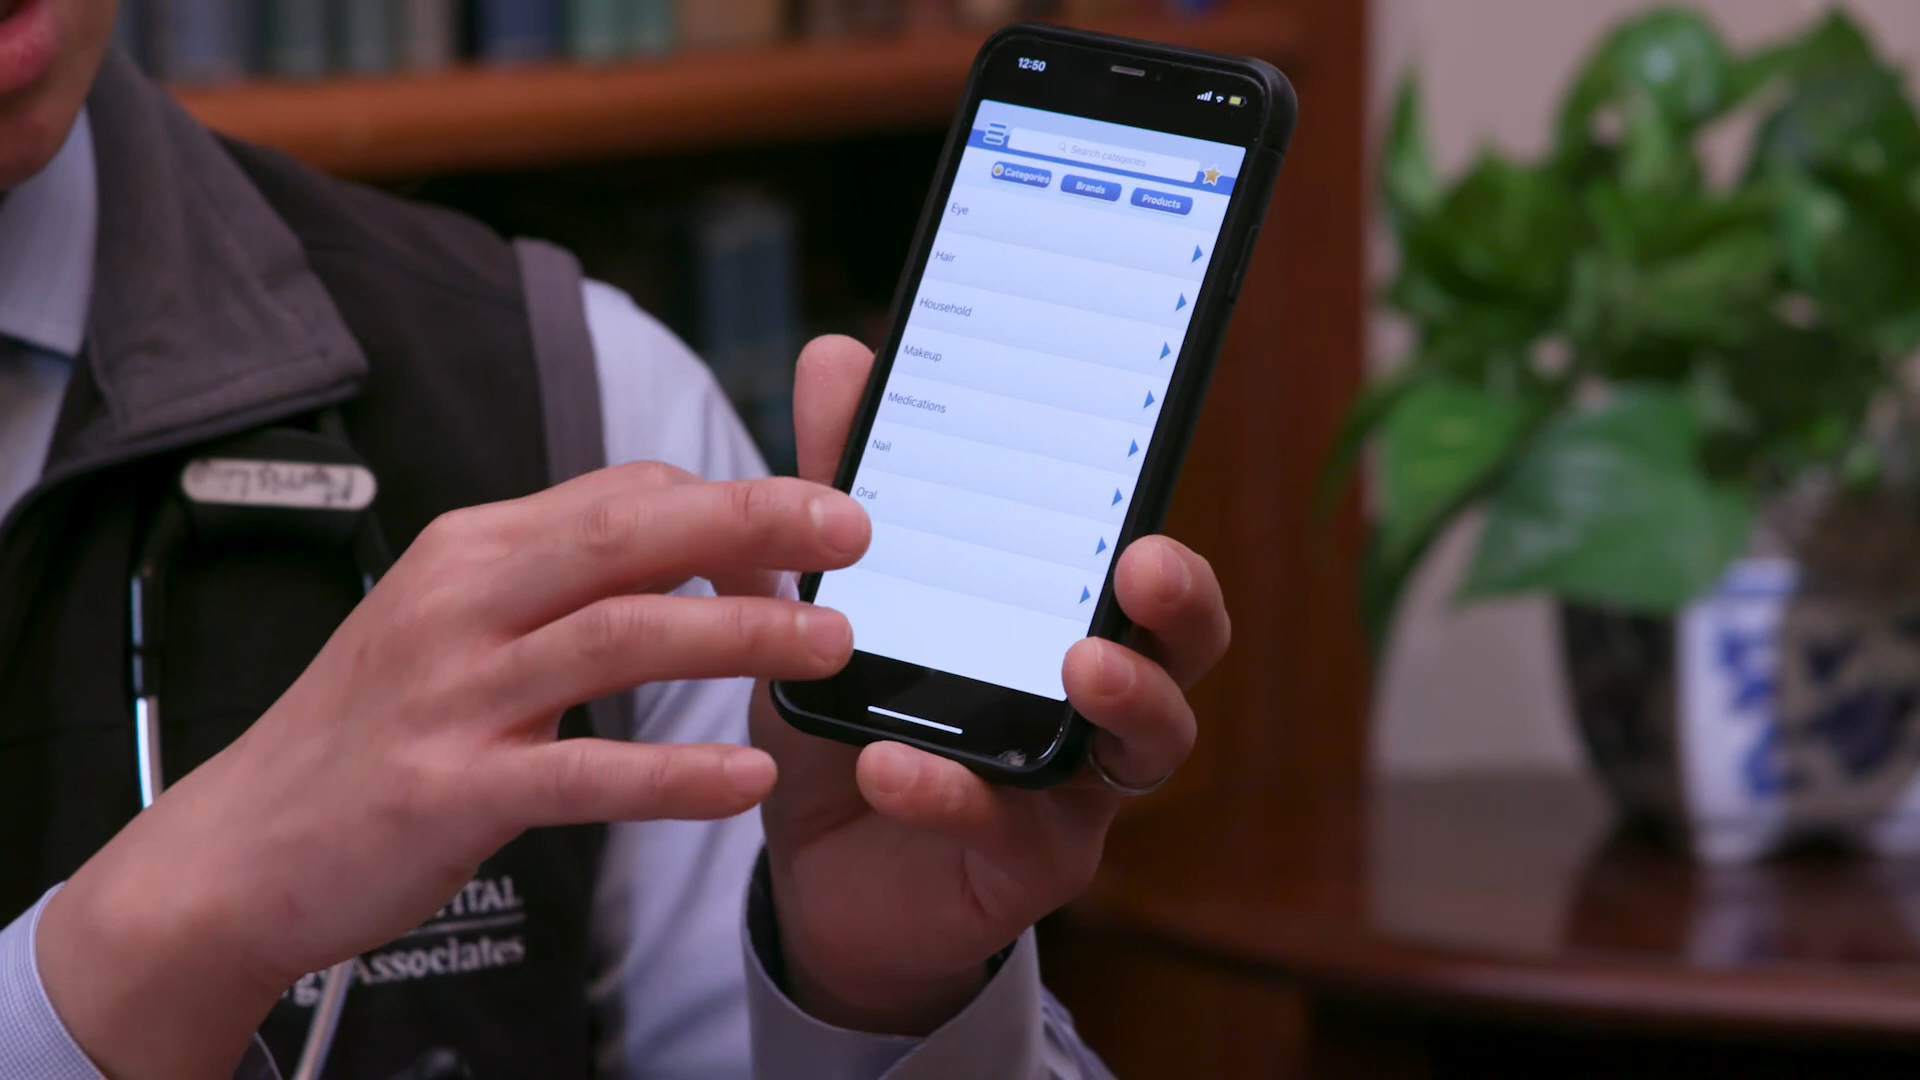 12:50
Search categories
Categories Brands Products
Eye
Hair
Household
Makeup
Medications
Nail
Oral
Associates